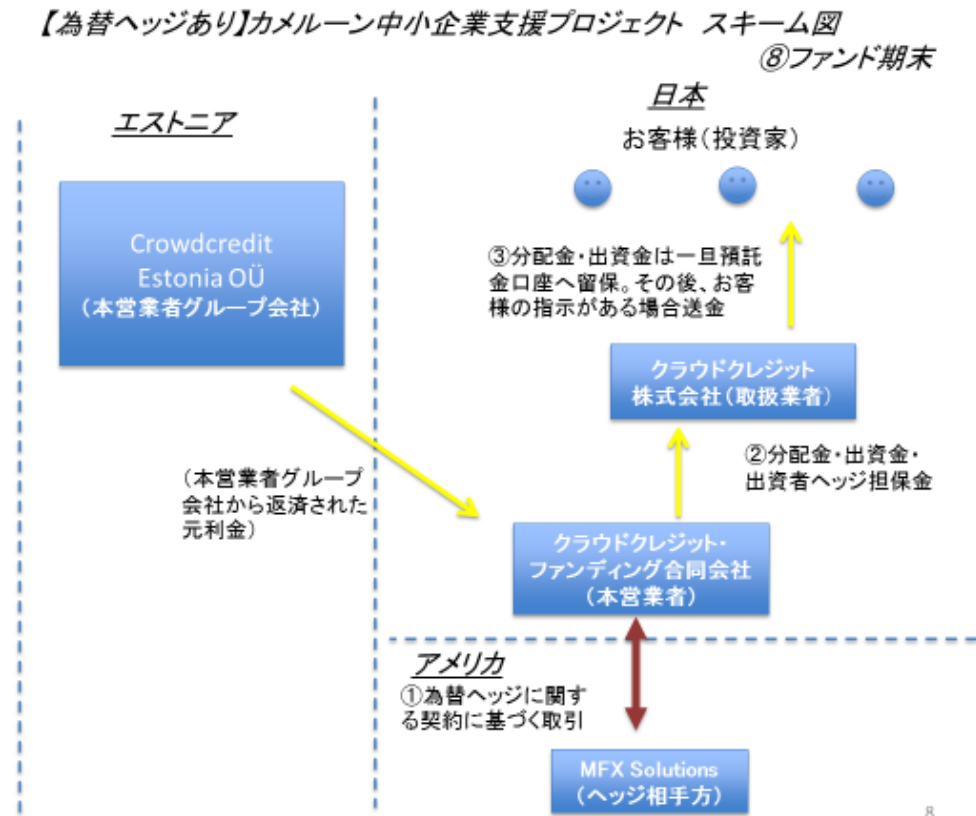 【為替ヘッジあり】カメルーン中小企業支援プロジェクト スキーム図
⑧ファンド期末
エストニア
Crowdcredit
Estonia OÜ
(本営業者グループ会社)
(本営業者グループ
会社から返済された
元利金)
日本
お客様(投資家)
③分配金・出資金は一旦預託
金口座へ留保。その後、お客
様の指示がある場合送金
クラウドクレジット
株式会社(取扱業者)
②分配金・出資金・
出資者ヘッジ担保金
クラウドクレジット・
ファンディング合同会社
(本営業者)
アメリカ
①為替ヘッジに関す
る契約に基づく取引
MFX Solutions
(ヘッジ相手方)
8